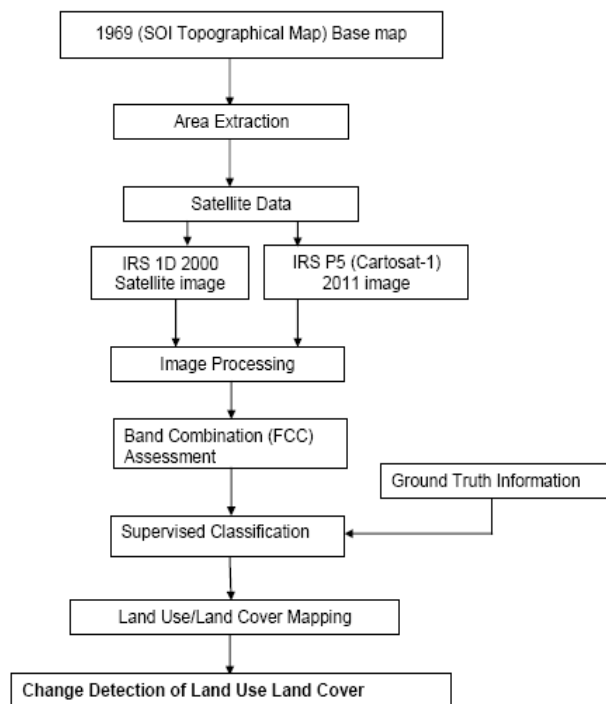 1969 (SOI Topographical Map) Base map
Area Extraction
Satellite Data
IRS 1D 2000
Satellite image
IRS P5 (Cartosat-1)
2011 image
Image Processing
Band Combination (FCC)
Assessment
Ground Truth Information
Supervised Classification
Land Use/Land Cover Mapping
Change Detection of Land Use Land Cover